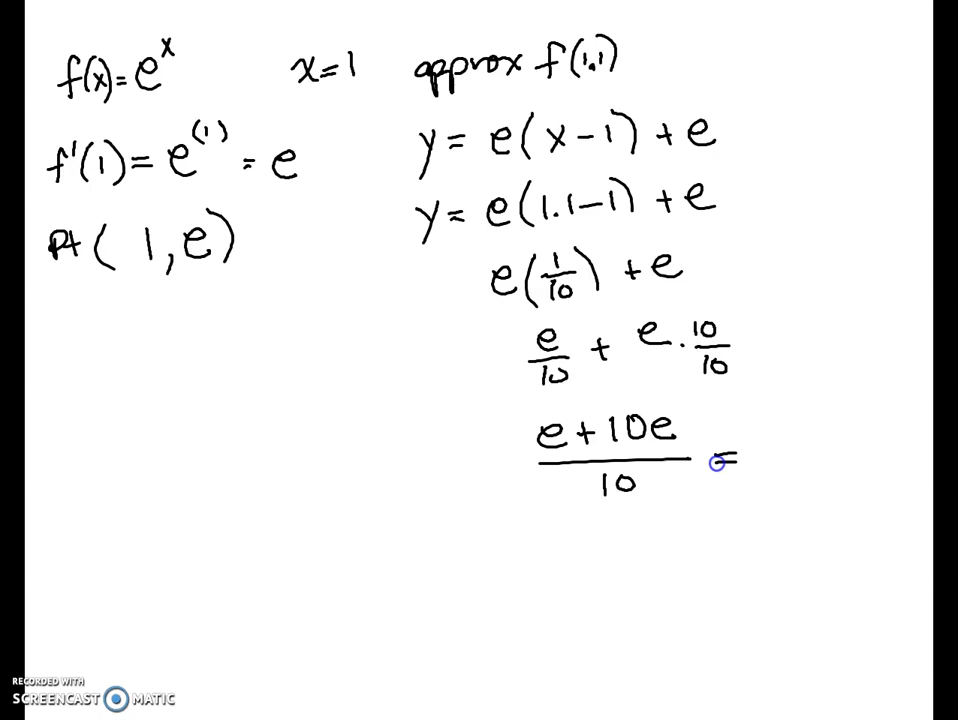 f(x) = e^x   x = 1   approx f(1.1)
f'(1) = e^(1) = e   y = e(x − 1) + e
Pt (1, e)   y = e(1.1 − 1) + e
e(1/10) + e
e/10 + e · 10/10
(e + 10e)/10 =
RECORDED WITH
SCREENCAST MATIC